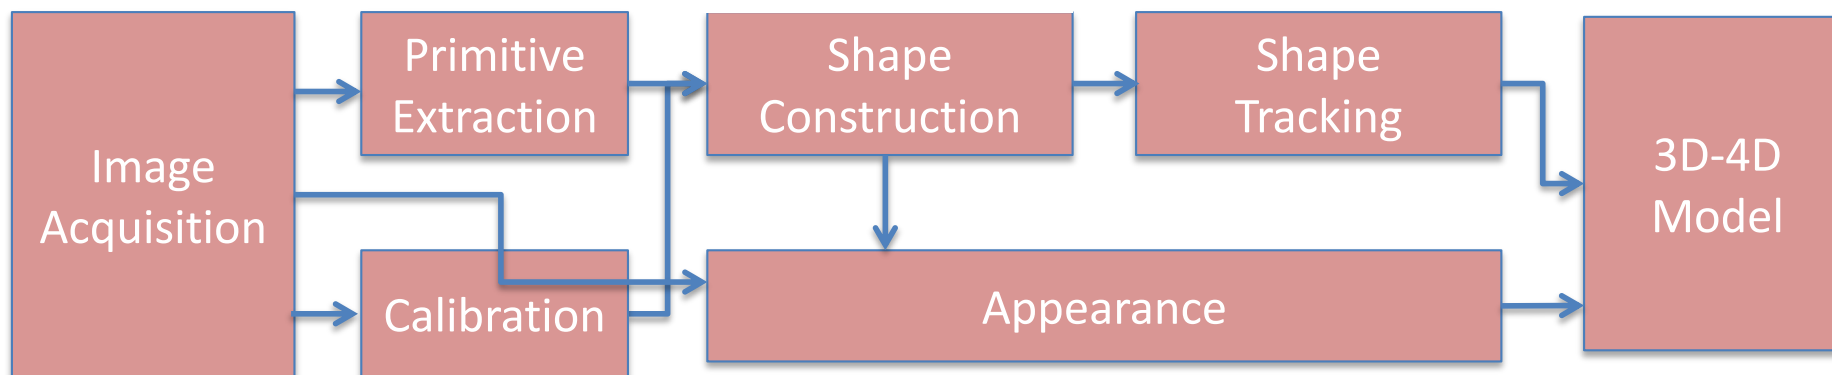 Image
Acquisition
Primitive
Extraction
Calibration
Shape
Construction
Shape
Tracking
Appearance
3D-4D
Model